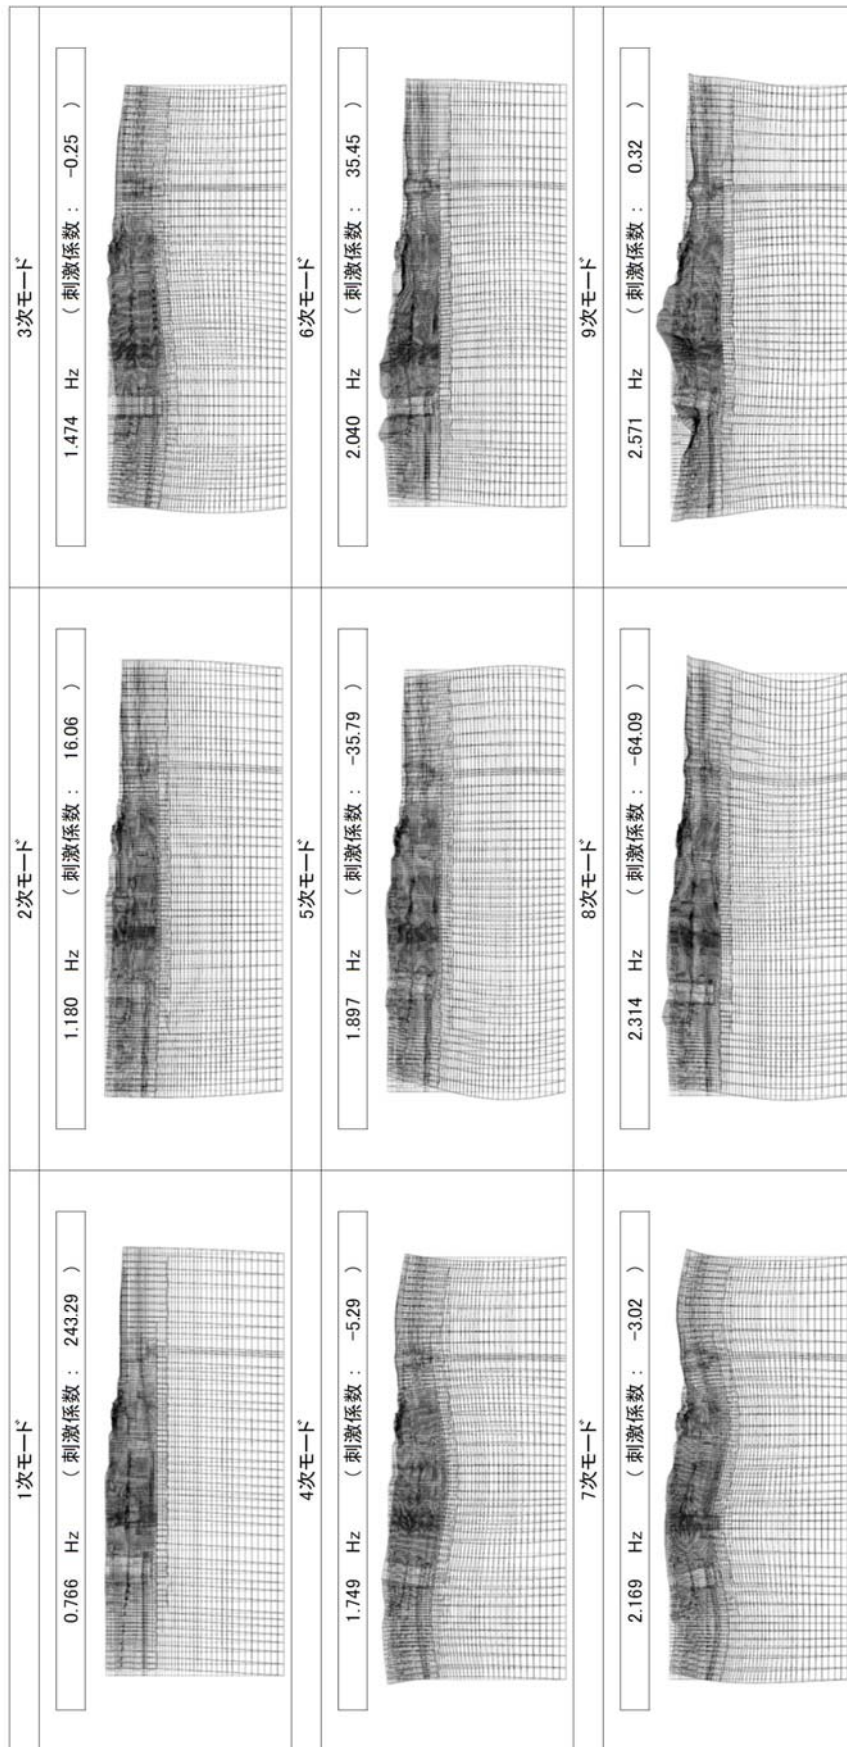 1次モード
0.766 Hz ( 刺激係数 : 243.29 )
2次モード
1.180 Hz ( 刺激係数 : 16.06 )
3次モード
1.474 Hz ( 刺激係数 : -0.25 )
4次モード
1.749 Hz ( 刺激係数 : -5.29 )
5次モード
1.897 Hz ( 刺激係数 : -35.79 )
6次モード
2.040 Hz ( 刺激係数 : 35.45 )
7次モード
2.169 Hz ( 刺激係数 : -3.02 )
8次モード
2.314 Hz ( 刺激係数 : -64.09 )
9次モード
2.571 Hz ( 刺激係数 : 0.32 )